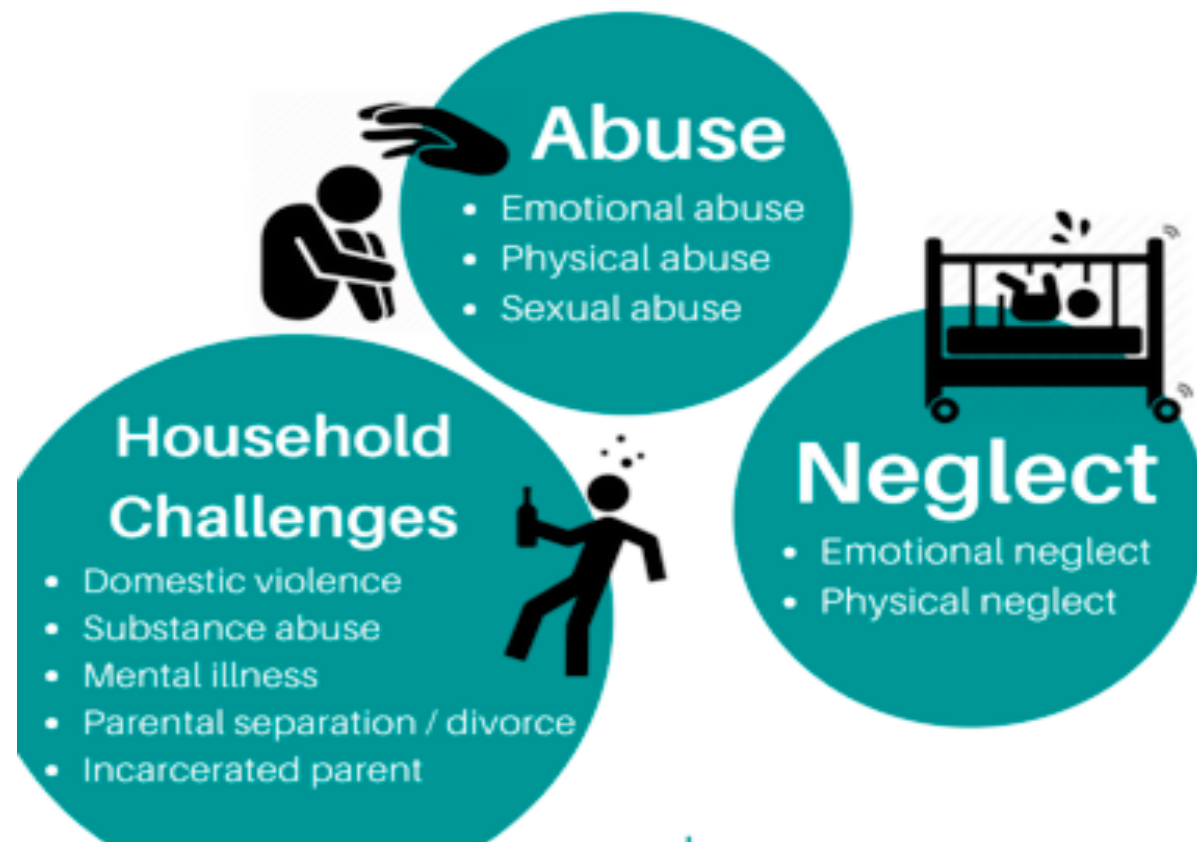 Abuse
• Emotional abuse
• Physical abuse
• Sexual abuse
Household
Challenges
• Domestic violence
• Substance abuse
• Mental illness
• Parental separation / divorce
• Incarcerated parent
Neglect
• Emotional neglect
• Physical neglect